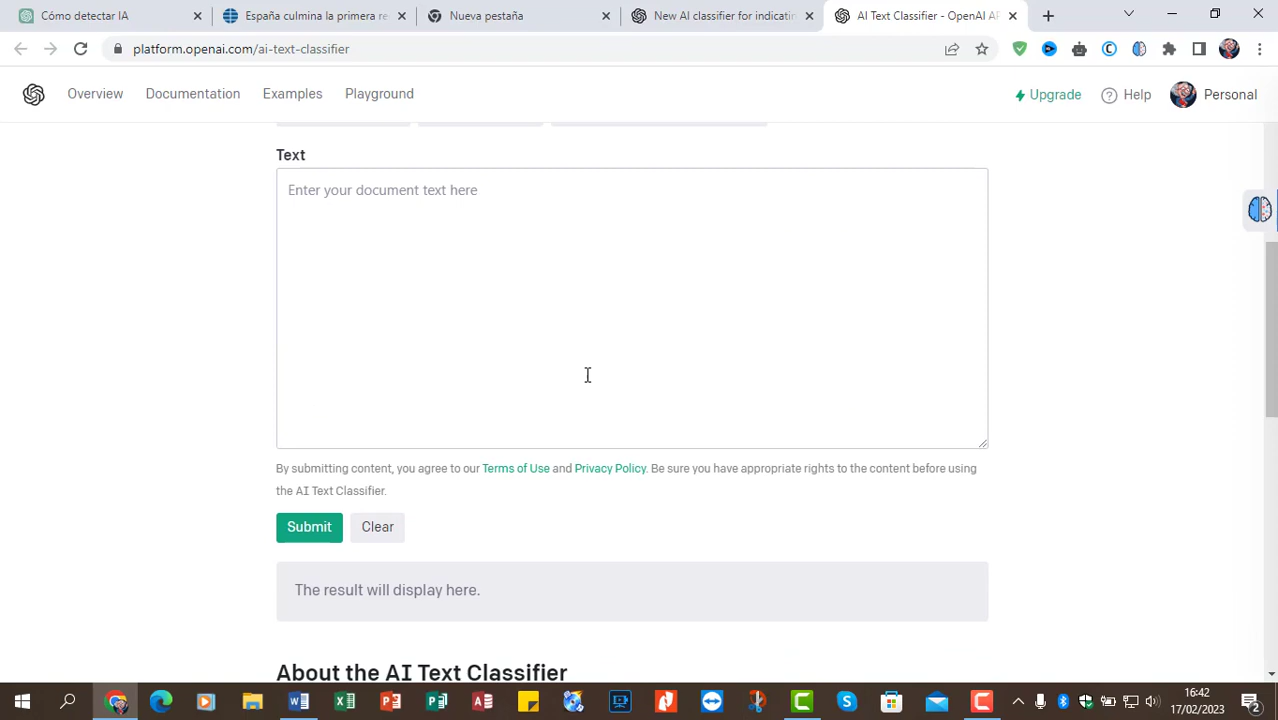 Cómo detectar IA
España culmina la primera re
Nueva pestaña
New AI classifier for indicatin
AI Text Classifier - OpenAI AP
platform.openai.com/ai-text-classifier
Overview
Documentation
Examples
Playground
Upgrade
Help
Personal
Text
Enter your document text here
By submitting content, you agree to our Terms of Use and Privacy Policy. Be sure you have appropriate rights to the content before using
the AI Text Classifier.
Submit
Clear
The result will display here.
About the AI Text Classifier
16:42
17/02/2023
2